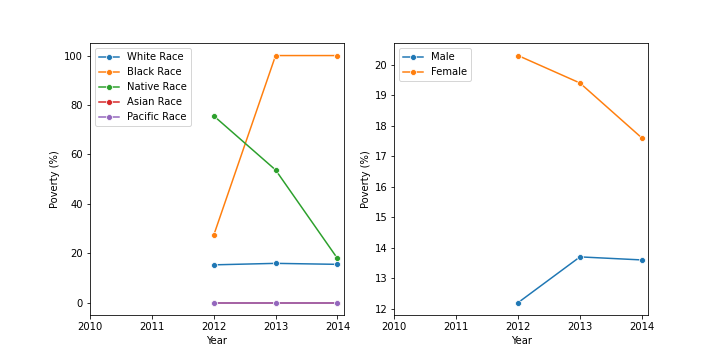 White Race
Black Race
Native Race
Asian Race
Pacific Race
100
80
60
40
20
0
Poverty (%)
2010 2011 2012 2013 2014
Year
Male
Female
20
19
18
17
16
15
14
13
12
Poverty (%)
2010 2011 2012 2013 2014
Year